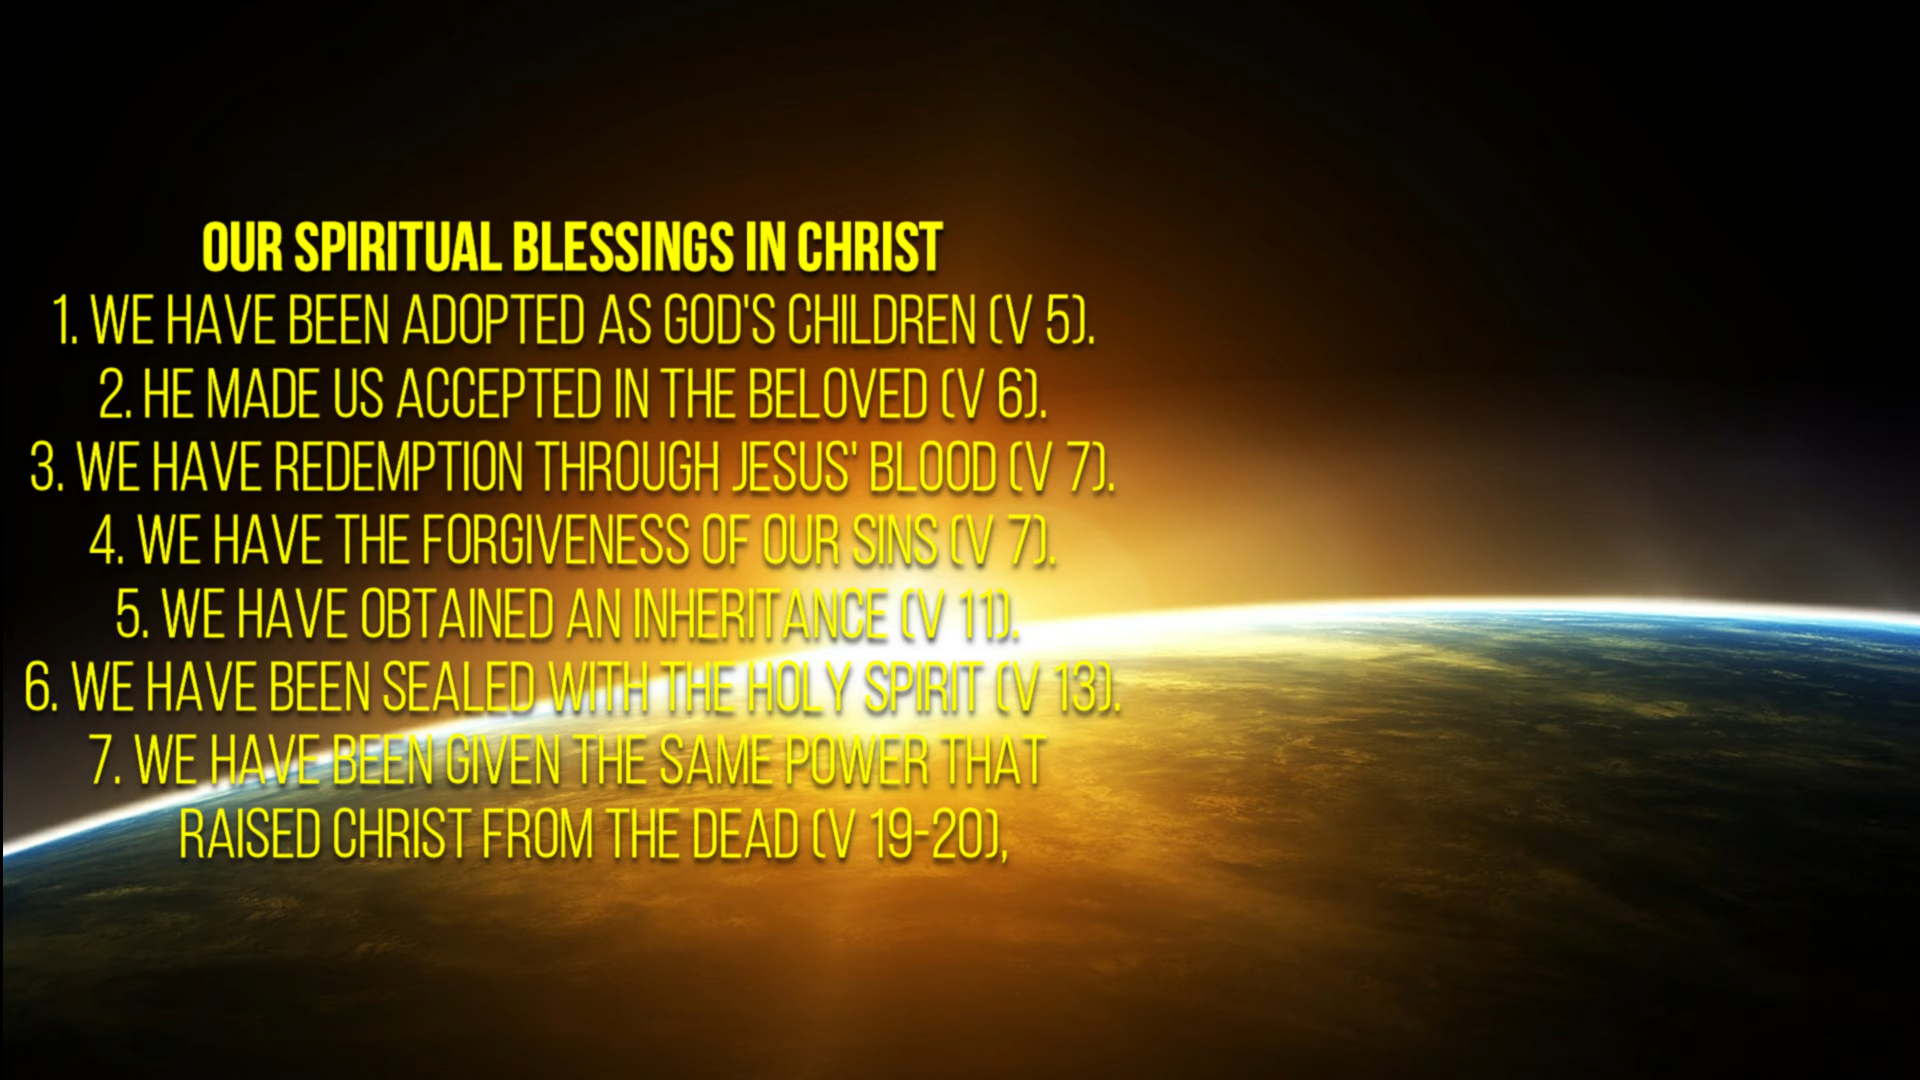 OUR SPIRITUAL BLESSINGS IN CHRIST
1. WE HAVE BEEN ADOPTED AS GOD'S CHILDREN (V 5).
2. HE MADE US ACCEPTED IN THE BELOVED (V 6).
3. WE HAVE REDEMPTION THROUGH JESUS' BLOOD (V 7).
4. WE HAVE THE FORGIVENESS OF OUR SINS (V 7).
5. WE HAVE OBTAINED AN INHERITANCE (V 11).
6. WE HAVE BEEN SEALED WITH THE HOLY SPIRIT (V 13).
7. WE HAVE BEEN GIVEN THE SAME POWER THAT
RAISED CHRIST FROM THE DEAD (V 19-20),